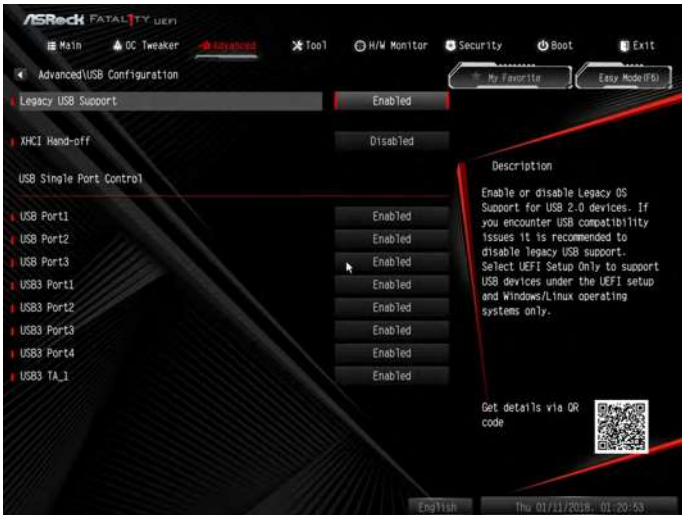 ASRock FATAL1TY UEFI
Main OC Tweaker Advanced Tool H/W Monitor Security Boot Exit
Advanced\USB Configuration
My Favorite Easy Mode(F6)
Legacy USB Support Enabled
XHCI Hand-off Disabled
USB Single Port Control
USB Port1 Enabled
USB Port2 Enabled
USB Port3 Enabled
USB3 Port1 Enabled
USB3 Port2 Enabled
USB3 Port3 Enabled
USB3 Port4 Enabled
USB3 TA_1 Enabled
Description
Enable or disable Legacy OS
Support for USB 2.0 devices. If
you encounter USB compatibility
issues it is recommended to
disable legacy USB support.
Select UEFI Setup Only to support
USB devices under the UEFI setup
and Windows/Linux operating
systems only.
Get details via QR
code
English Thu 01/11/2018, 01:20:53